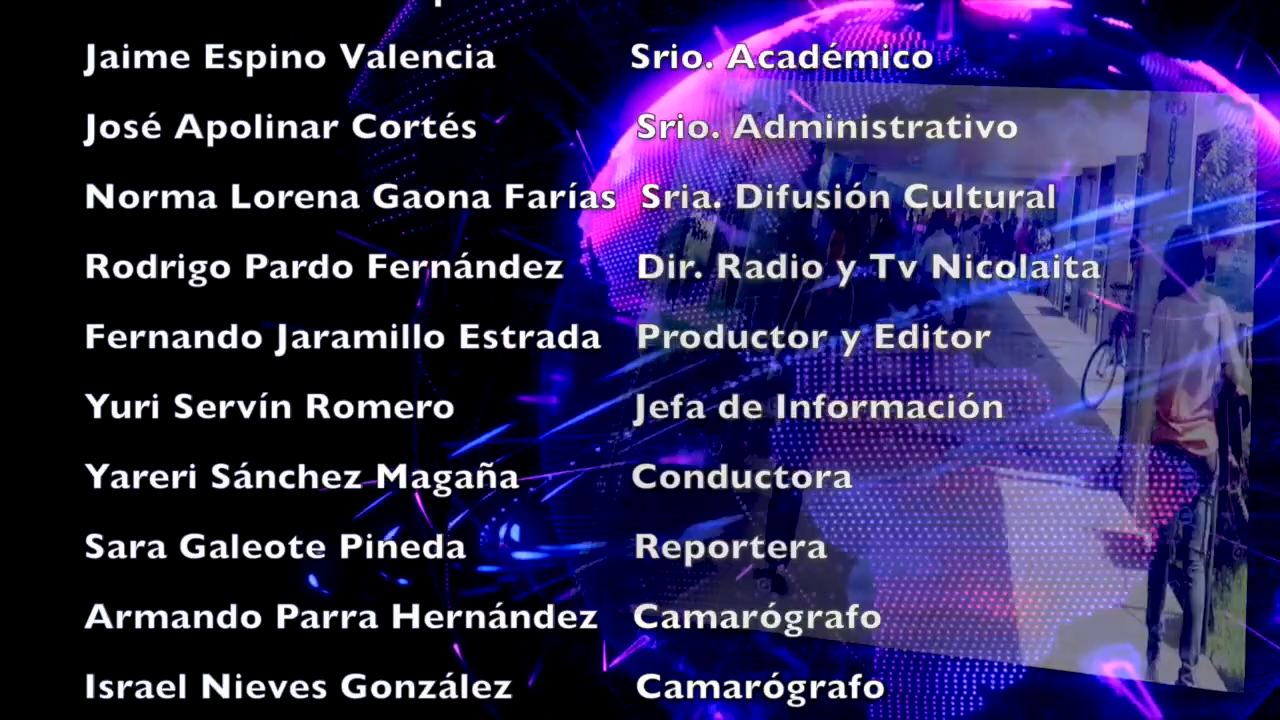 Jaime Espino Valencia Srio. Académico
José Apolinar Cortés Srio. Administrativo
Norma Lorena Gaona Farías Sria. Difusión Cultural
Rodrigo Pardo Fernández Dir. Radio y Tv Nicolaita
Fernando Jaramillo Estrada Productor y Editor
Yuri Servín Romero Jefa de Información
Yareri Sánchez Magaña Conductora
Sara Galeote Pineda Reportera
Armando Parra Hernández Camarógrafo
Israel Nieves González Camarógrafo